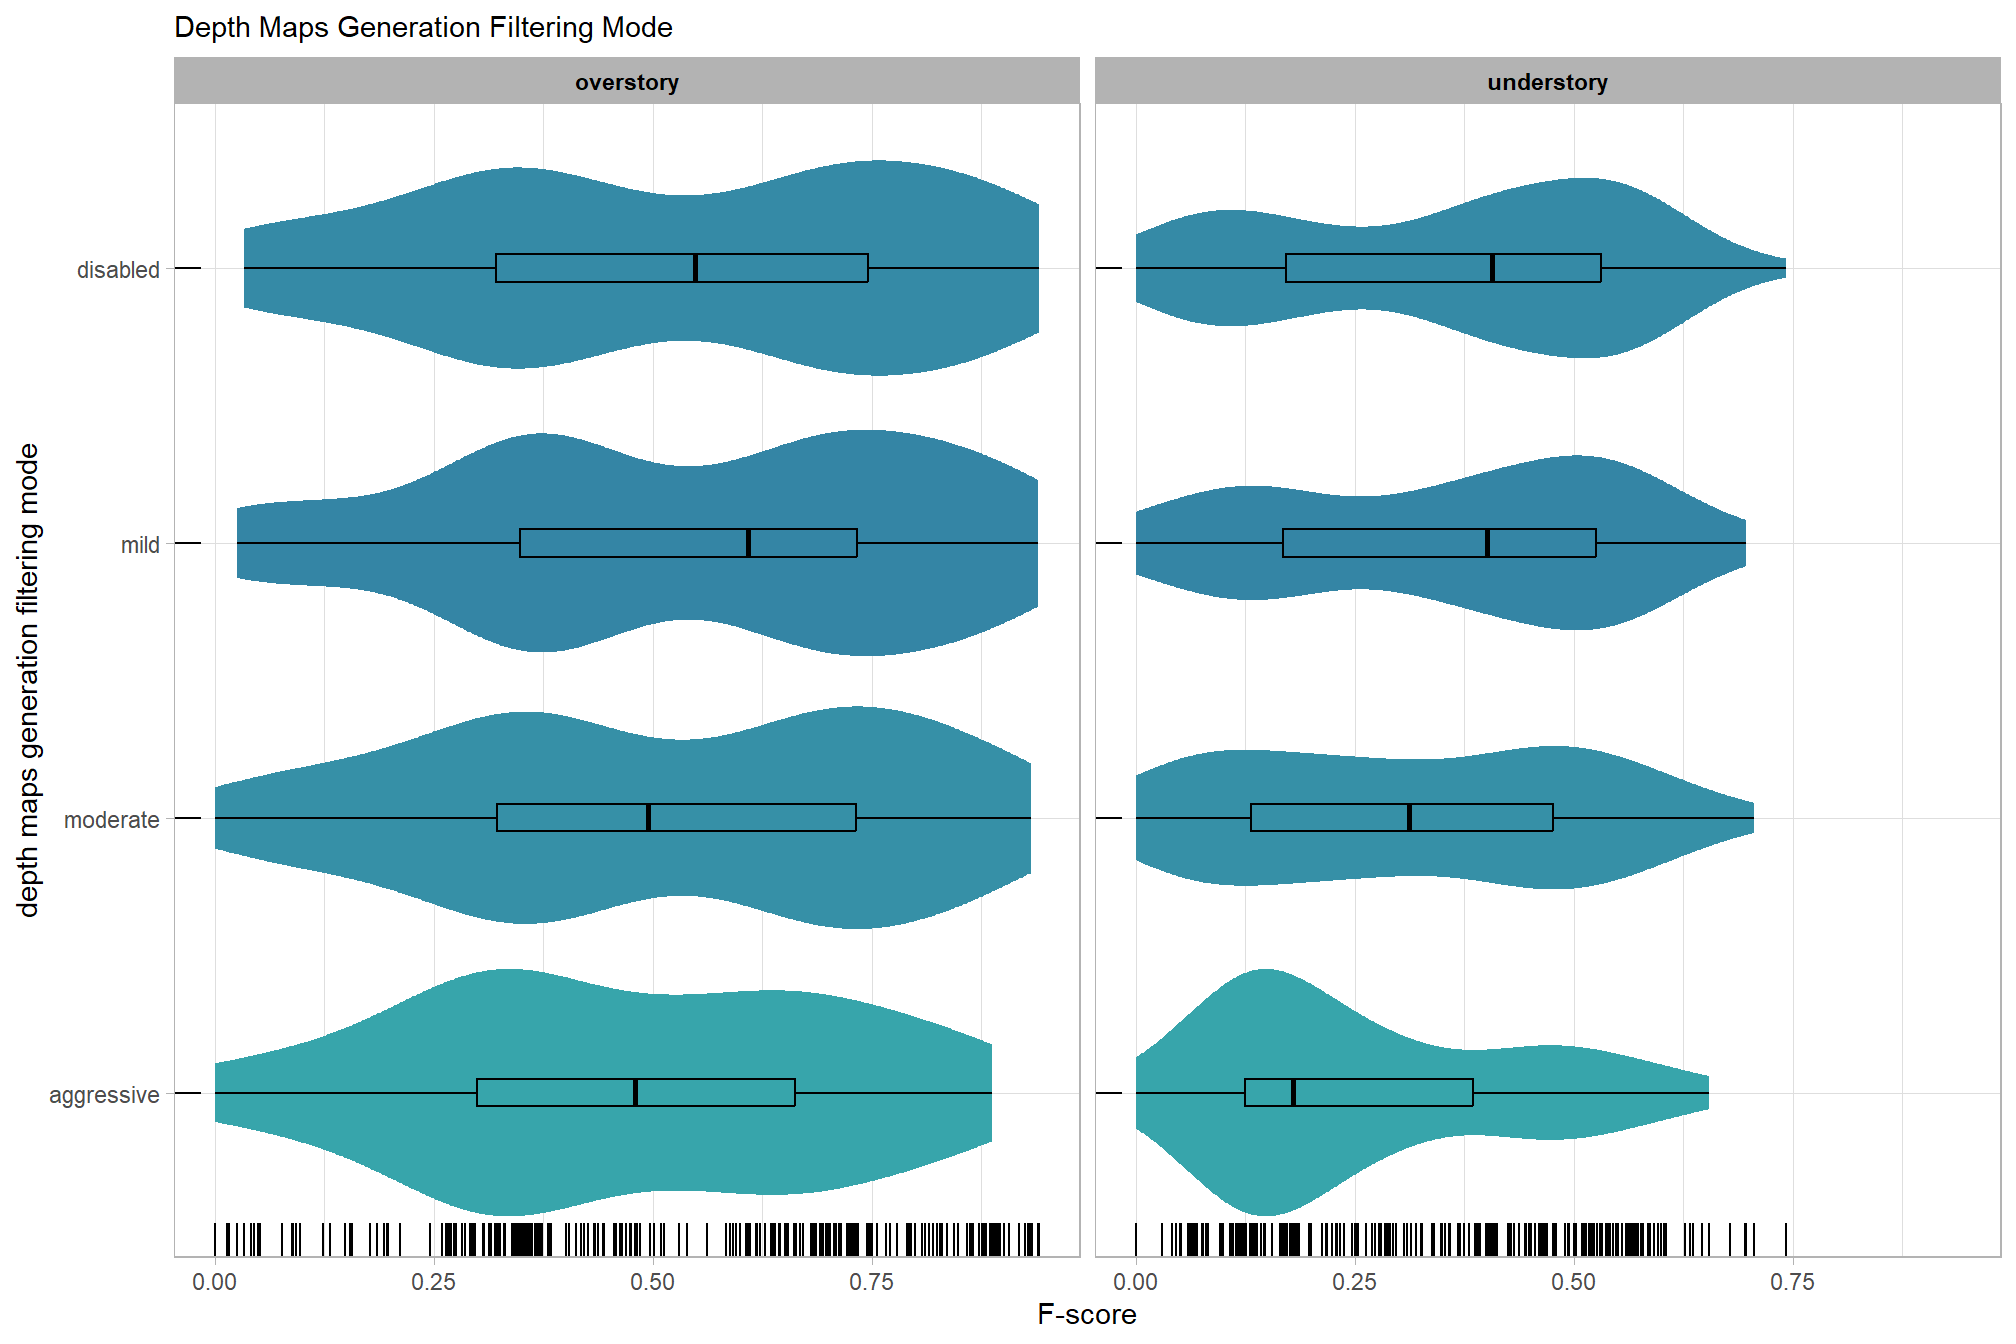 Depth Maps Generation Filtering Mode
overstory
understory
depth maps generation filtering mode
disabled
mild
moderate
aggressive
0.00 0.25 0.50 0.75
0.00 0.25 0.50 0.75
F-score